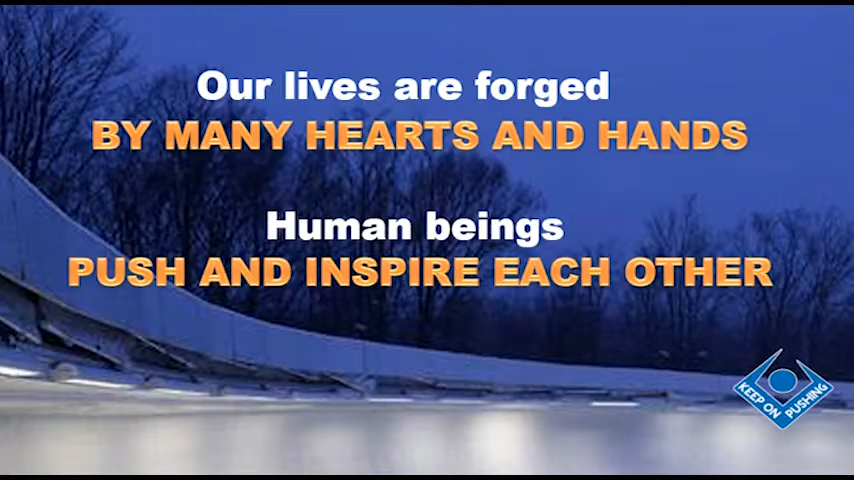 Our lives are forged
BY MANY HEARTS AND HANDS
Human beings
PUSH AND INSPIRE EACH OTHER
KEEP ON PUSHING